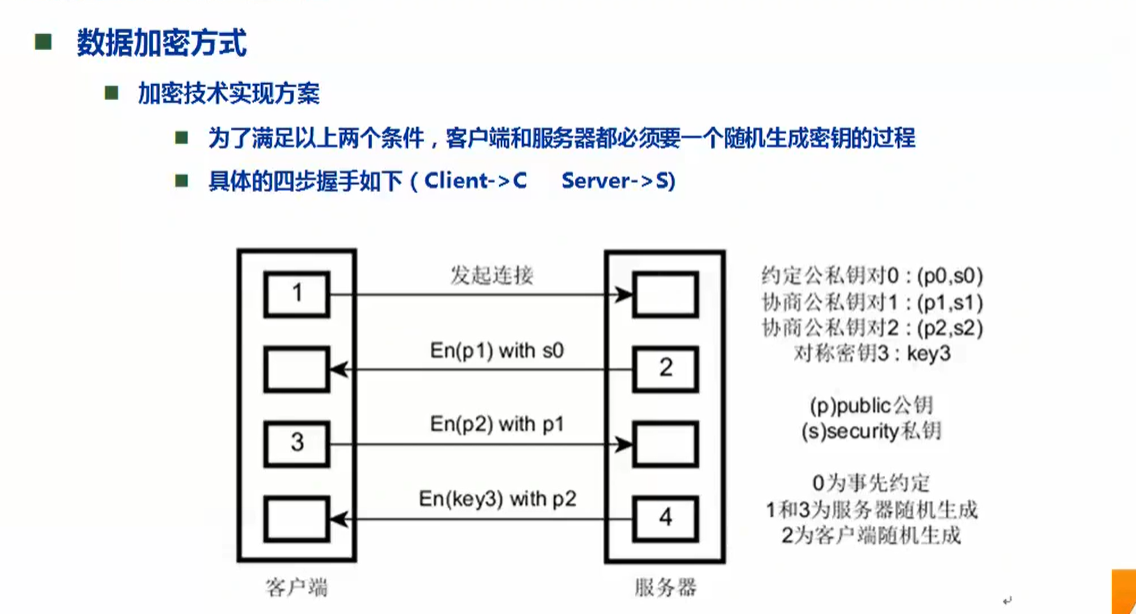 数据加密方式
加密技术实现方案
为了满足以上两个条件，客户端和服务器都必须要一个随机生成密钥的过程
具体的四步握手如下（Client->C Server->S)
1
发起连接
约定公私钥对0 : (p0,s0)
协商公私钥对1 : (p1,s1)
协商公私钥对2 : (p2,s2)
对称密钥3 : key3
En(p1) with s0
2
3
En(p2) with p1
(p)public公钥
(s)security私钥
En(key3) with p2
4
0为事先约定
1和3为服务器随机生成
2为客户端随机生成
客户端
服务器